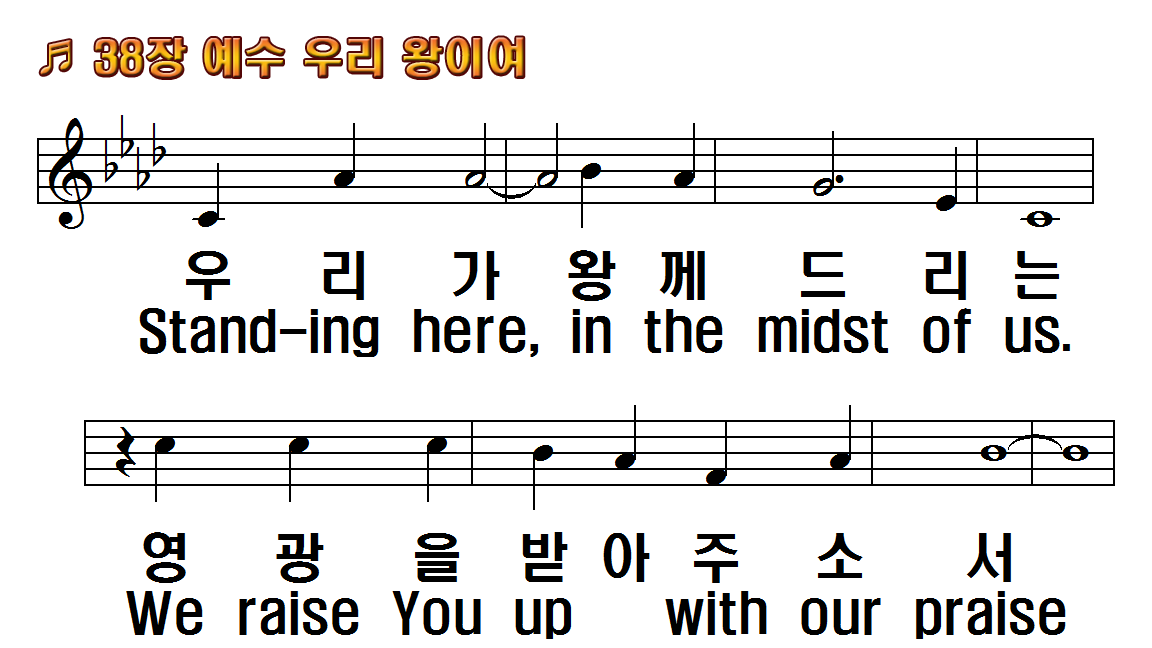 ♬ 38장 예수 우리 왕이여
우 리 가 왕 께 드 리 는
Stand-ing here, in the midst of us.
영 광 을 받 아 주 소 서
We raise You up with our praise